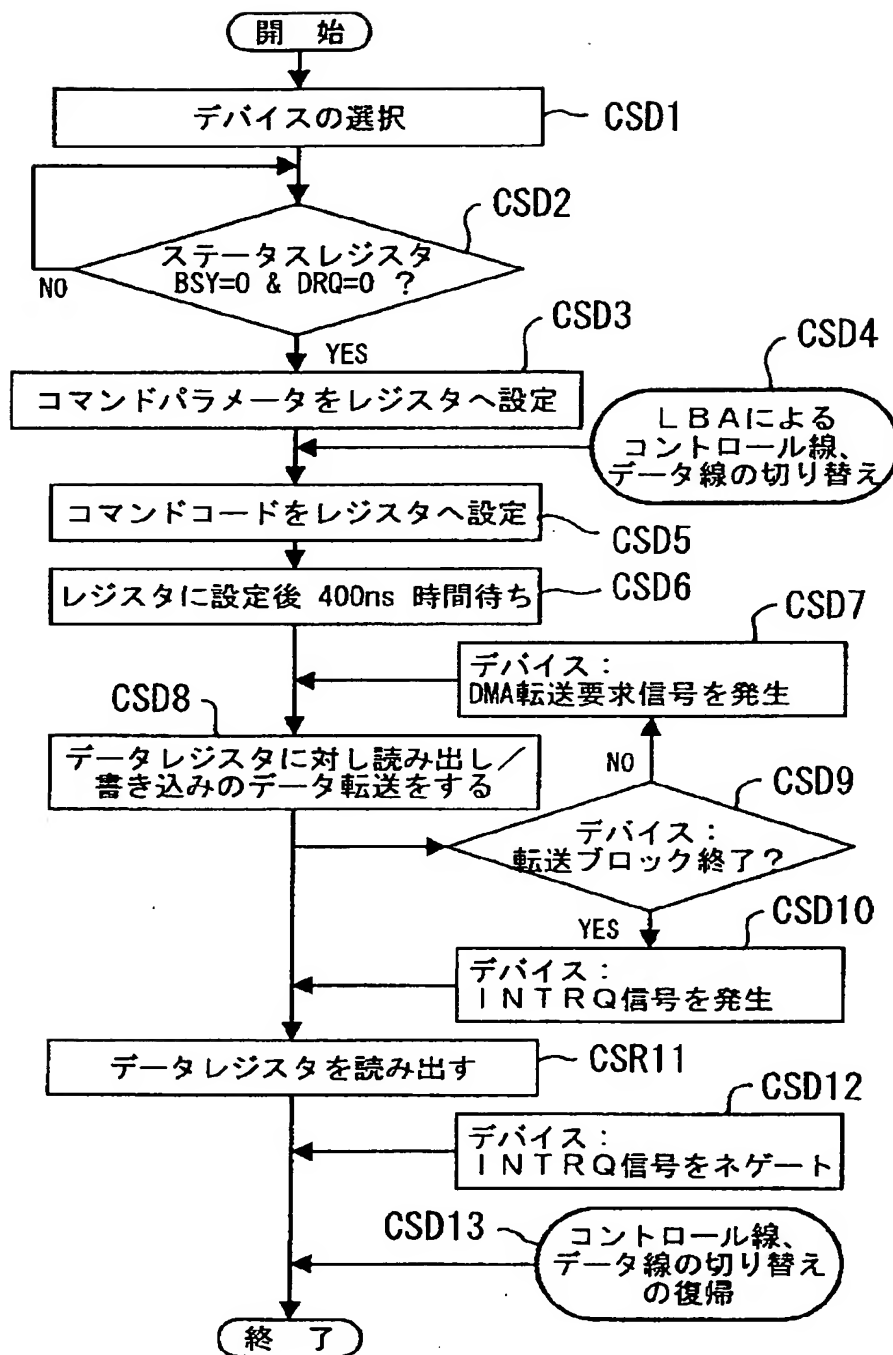 開 始
デバイスの選択
CSD1
CSD2
ステータスレジスタ
BSY=0 & DRQ=0 ?
NO
YES
CSD3
コマンドパラメータをレジスタへ設定
CSD4
LBAによる
コントロール線、
データ線の切り替え
コマンドコードをレジスタへ設定
CSD5
レジスタに設定後 400ns 時間待ち
CSD6
CSD7
デバイス:
DMA転送要求信号を発生
CSD8
データレジスタに対し読み出し/
書き込みのデータ転送をする
NO
CSD9
デバイス:
転送ブロック終了?
YES
CSD10
デバイス:
INTRQ信号を発生
データレジスタを読み出す
CSR11
CSD12
デバイス:
INTRQ信号をネゲート
CSD13
コントロール線、
データ線の切り替え
の復帰
終 了